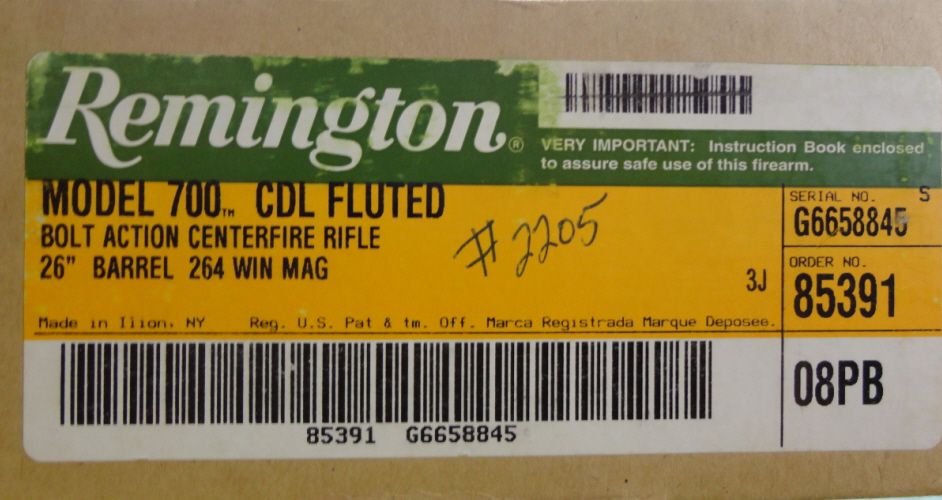 Remington®
VERY IMPORTANT: Instruction Book enclosed
to assure safe use of this firearm.
MODEL 700™ CDL FLUTED
BOLT ACTION CENTERFIRE RIFLE
26" BARREL 264 WIN MAG
#2205
3J
Made in Ilion, NY Reg. U.S. Pat & tm. Off. Marca Registrada Marque Deposee.
SERIAL NO. S
G6658845
ORDER NO.
85391
08PB
85391 G6658845